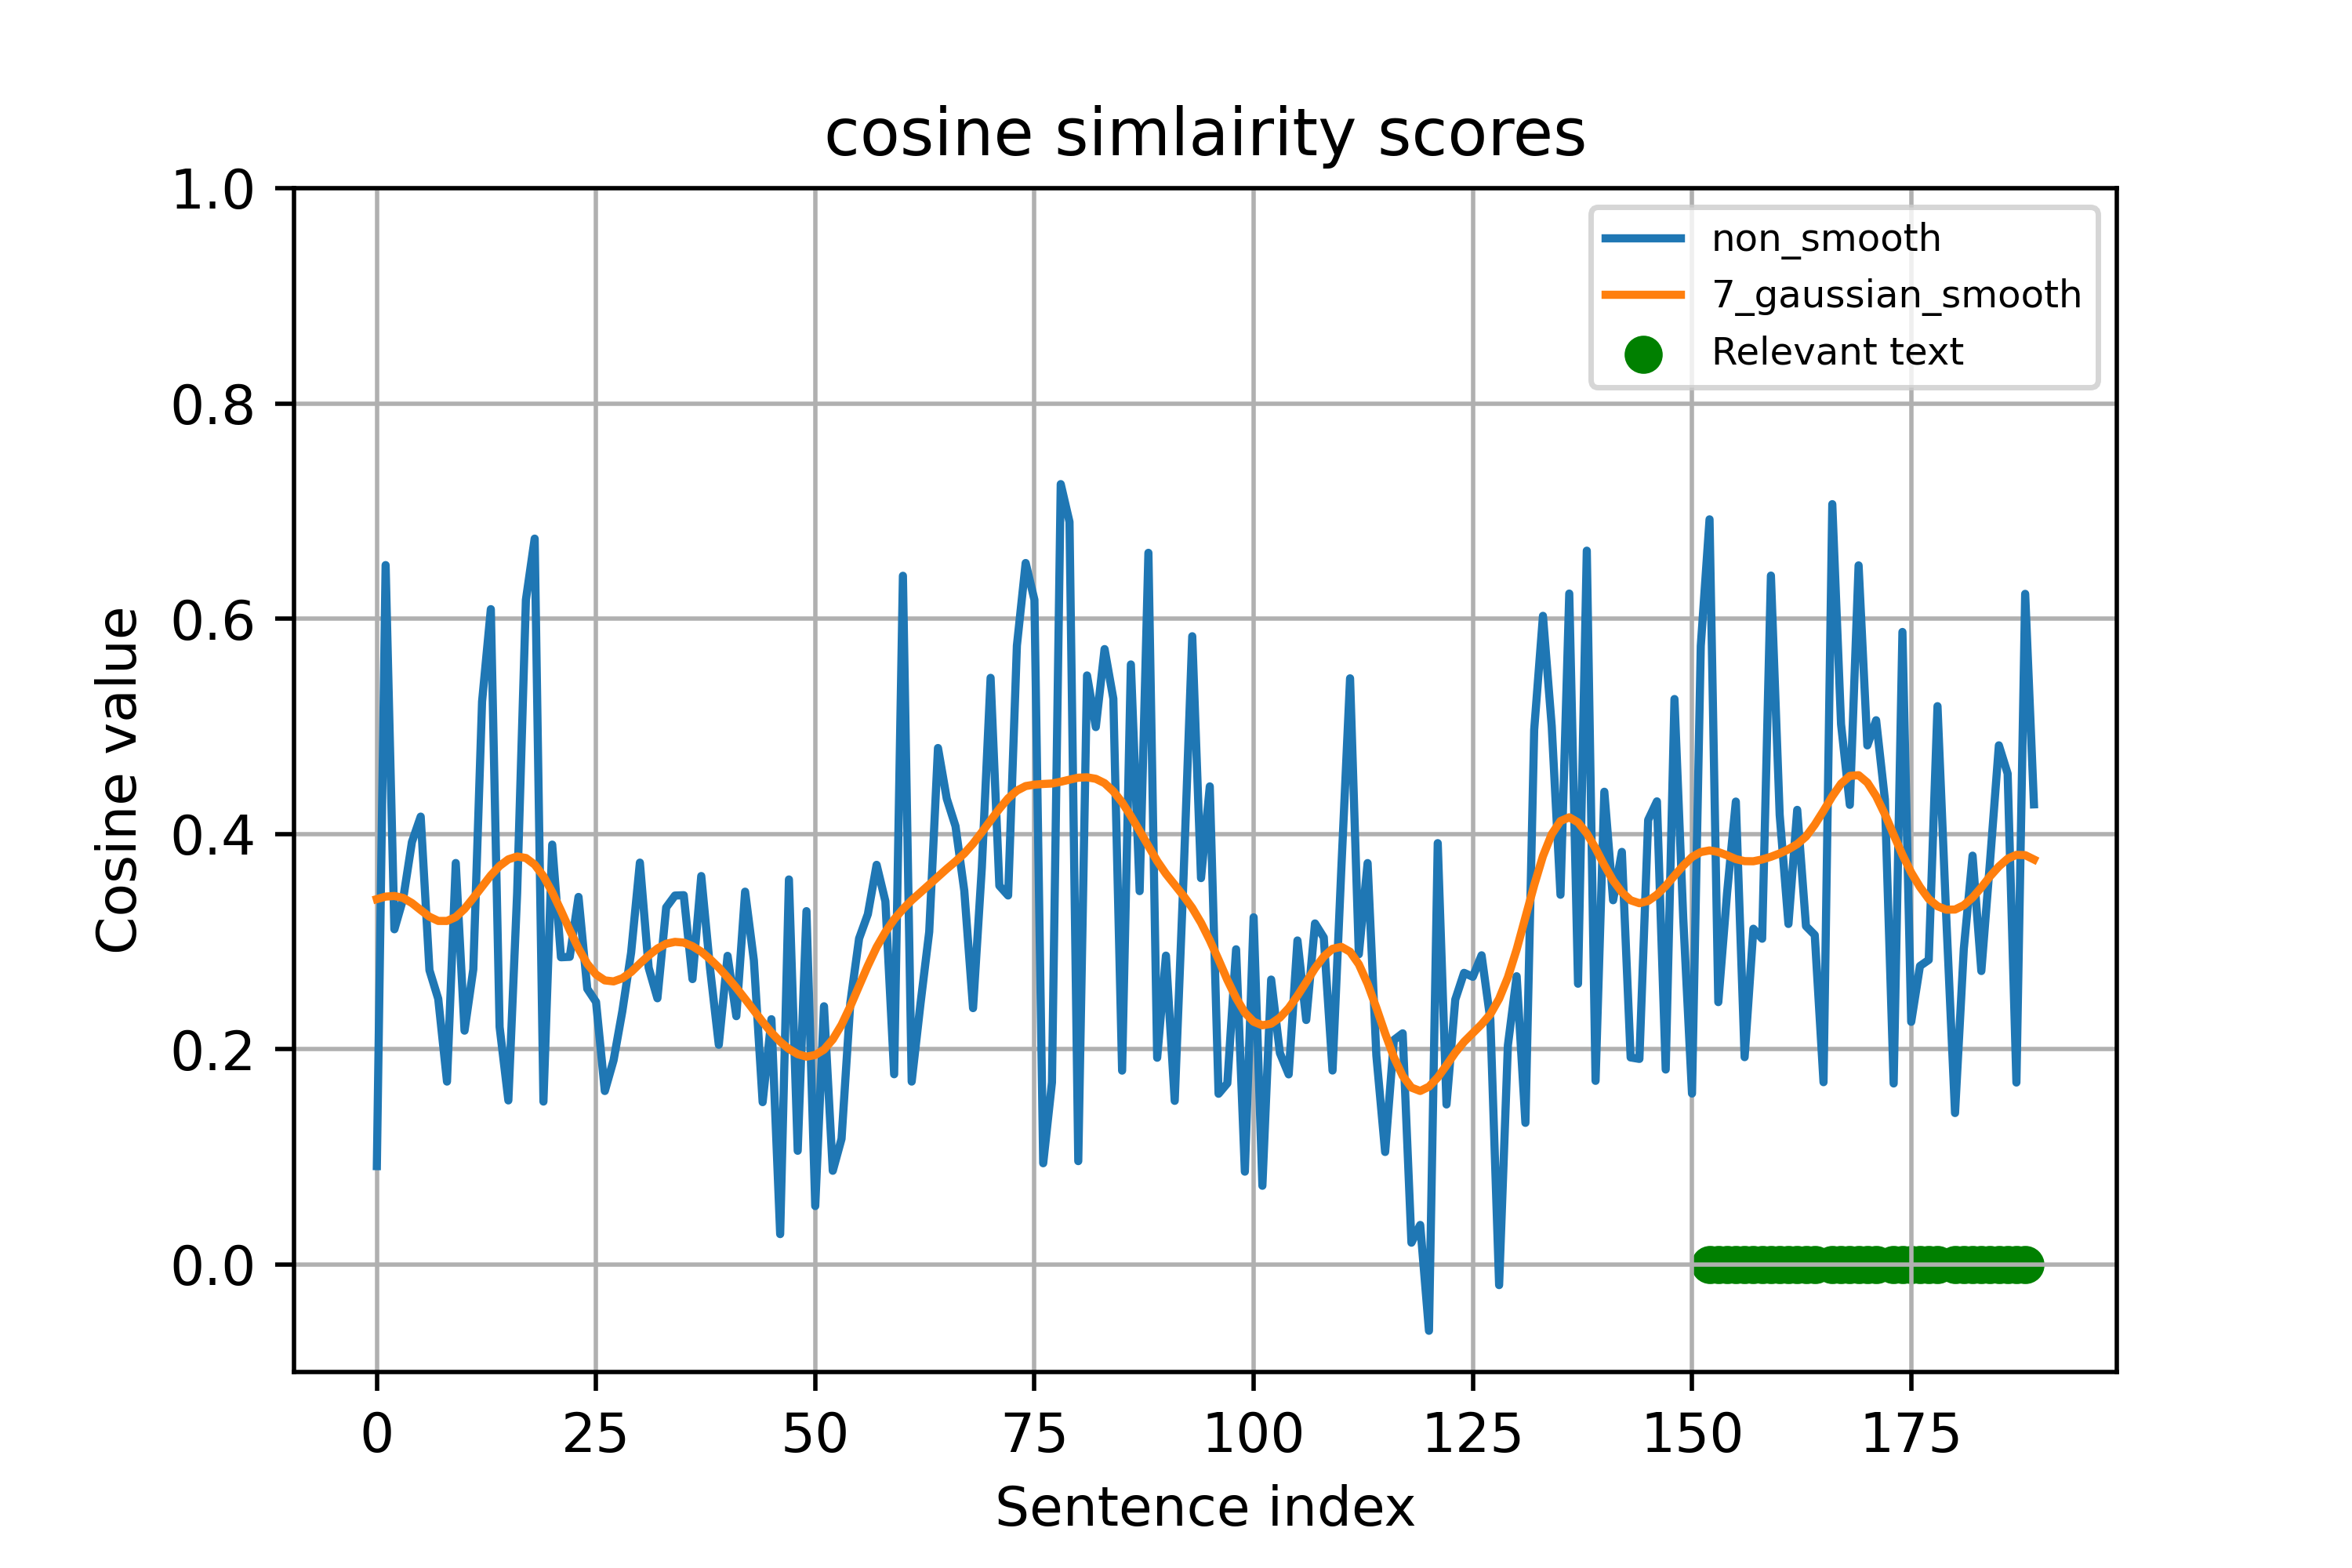 cosine simlairity scores
1.0
0.8
0.6
0.4
0.2
0.0
Cosine value
non_smooth
7_gaussian_smooth
Relevant text
0 25 50 75 100 125 150 175
Sentence index